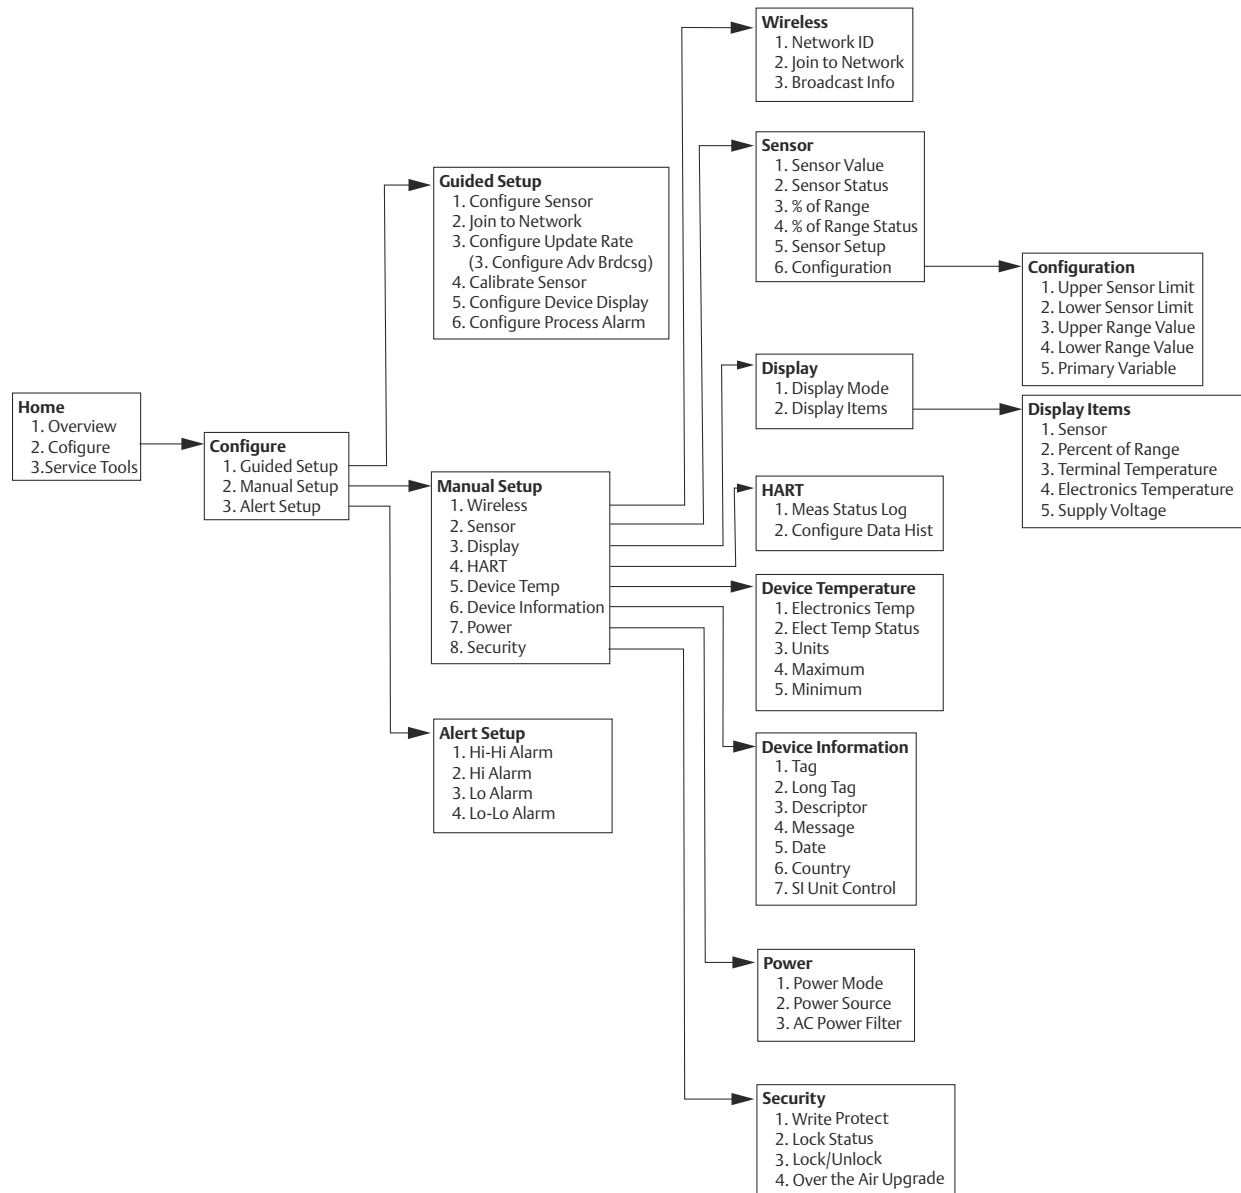 Home
1. Overview
2. Cofigure
3.Service Tools
Configure
1. Guided Setup
2. Manual Setup
3. Alert Setup
Guided Setup
1. Configure Sensor
2. Join to Network
3. Configure Update Rate
(3. Configure Adv Brdcsg)
4. Calibrate Sensor
5. Configure Device Display
6. Configure Process Alarm
Manual Setup
1. Wireless
2. Sensor
3. Display
4. HART
5. Device Temp
6. Device Information
7. Power
8. Security
Alert Setup
1. Hi-Hi Alarm
2. Hi Alarm
3. Lo Alarm
4. Lo-Lo Alarm
Wireless
1. Network ID
2. Join to Network
3. Broadcast Info
Sensor
1. Sensor Value
2. Sensor Status
3. % of Range
4. % of Range Status
5. Sensor Setup
6. Configuration
Display
1. Display Mode
2. Display Items
HART
1. Meas Status Log
2. Configure Data Hist
Device Temperature
1. Electronics Temp
2. Elect Temp Status
3. Units
4. Maximum
5. Minimum
Device Information
1. Tag
2. Long Tag
3. Descriptor
4. Message
5. Date
6. Country
7. SI Unit Control
Power
1. Power Mode
2. Power Source
3. AC Power Filter
Security
1. Write Protect
2. Lock Status
3. Lock/Unlock
4. Over the Air Upgrade
Configuration
1. Upper Sensor Limit
2. Lower Sensor Limit
3. Upper Range Value
4. Lower Range Value
5. Primary Variable
Display Items
1. Sensor
2. Percent of Range
3. Terminal Temperature
4. Electronics Temperature
5. Supply Voltage